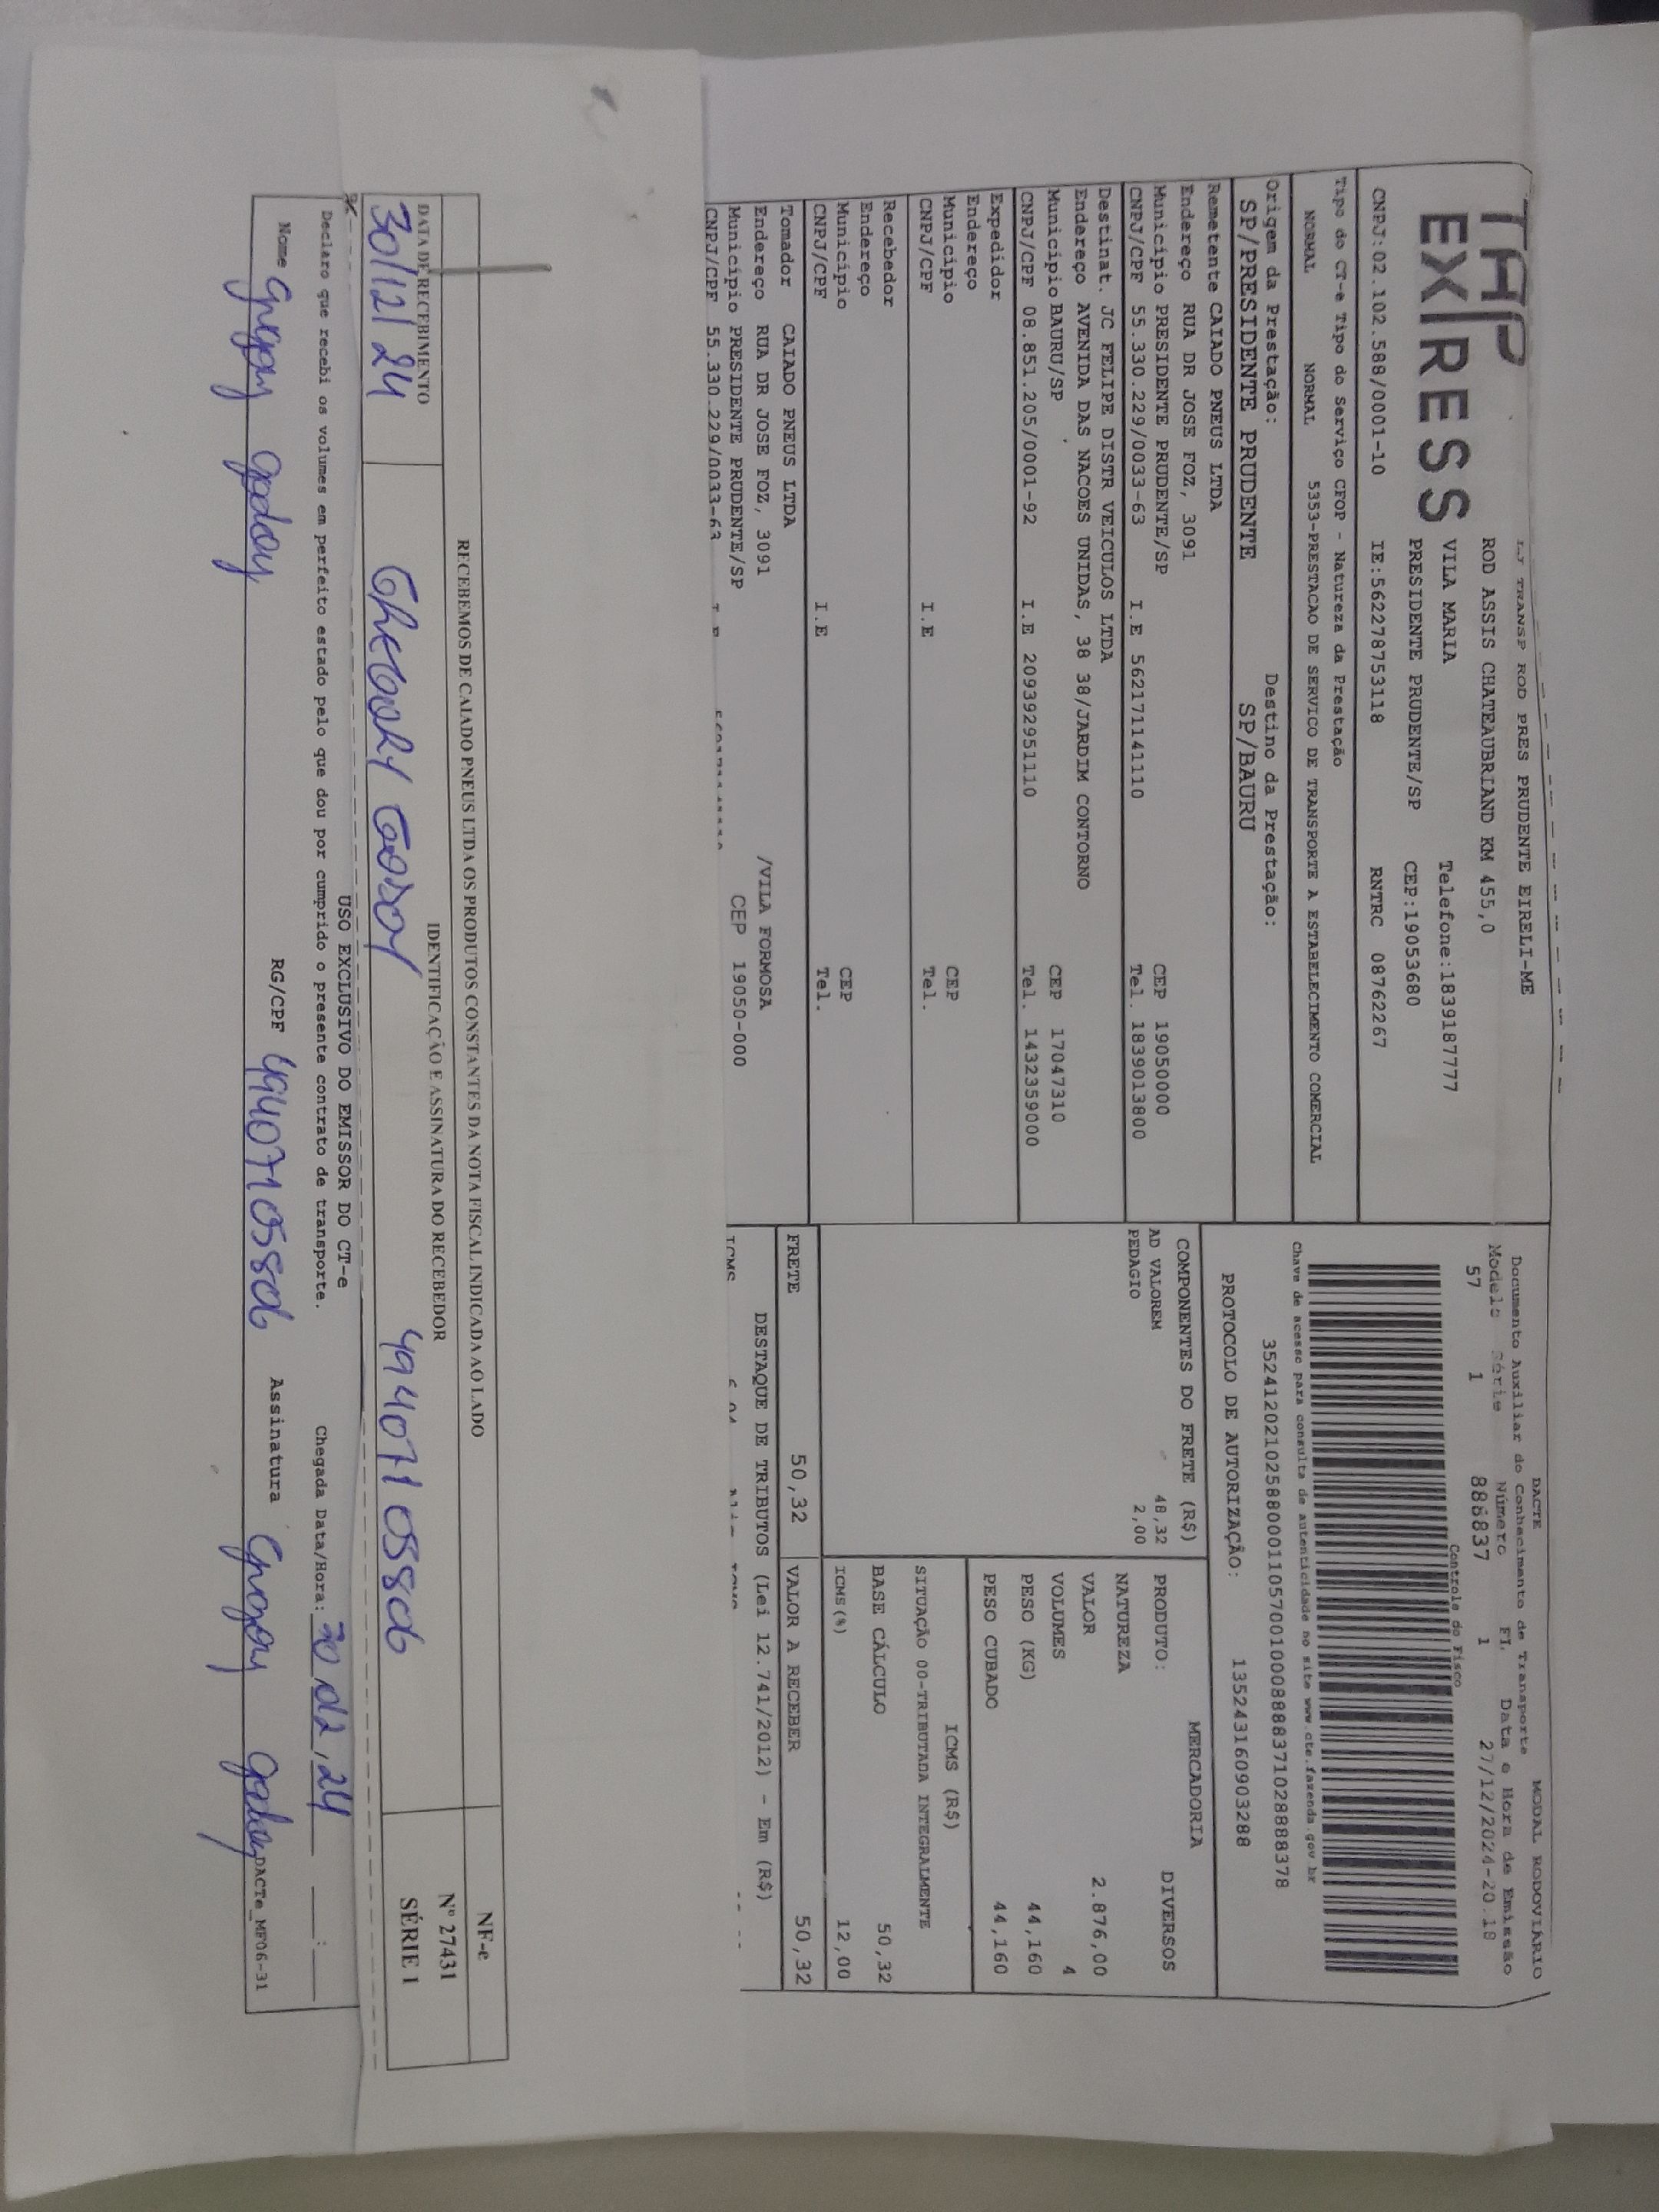 TAP
EXPRESS
TRANSP ROD PRES PRUDENTE EIRELI-ME
ROD ASSIS CHATEAUBRIAND KM 455,0
VILA MARIA Telefone:1839187777
PRESIDENTE PRUDENTE/SP CEP:19053680
CNPJ:02.102.588/0001-10 IE:562278753118 RNTRC 08762267
Tipo do CT-e Tipo do Serviço CFOP - Natureza da Prestação
NORMAL NORMAL 5353-PRESTACAO DE SERVICO DE TRANSPORTE A ESTABELECIMENTO COMERCIAL
Origem da Prestação: Destino da Prestação:
SP/PRESIDENTE PRUDENTE SP/BAURU
Remetente CAIADO PNEUS LTDA
Endereço RUA DR JOSE FOZ, 3091
Município PRESIDENTE PRUDENTE/SP CEP 19050000
CNPJ/CPF 55.330.229/0033-63 I.E 562171141110 Tel. 1839013800
Destinat. JC FELIPE DISTR VEICULOS LTDA
Endereço AVENIDA DAS NACOES UNIDAS, 38 38/JARDIM CONTORNO
Município BAURU/SP CEP 17047310
CNPJ/CPF 08.851.205/0001-92 I.E 209392951110 Tel. 1432359000
Expedidor
Endereço
Município CEP
CNPJ/CPF I.E Tel.
Recebedor
Endereço
Município CEP
CNPJ/CPF I.E Tel.
Tomador CAIADO PNEUS LTDA
Endereço RUA DR JOSE FOZ, 3091 /VILA FORMOSA
Município PRESIDENTE PRUDENTE/SP CEP 19050-000
CNPJ/CPF 55.330.229/0033-63
DACTE MODAL RODOVIÁRIO
Documento Auxiliar do Conhecimento de Transporte
Modelo Série Número FL Data e Hora de Emissão
57 1 886837 1 27/12/2024-20.18
Controle do Fisco
Chave de acesso para consulta de autenticidade no site www.cte.fazenda.gov.br
PROTOCOLO DE AUTORIZAÇÃO: 135243160903288
COMPONENTES DO FRETE (R$)
AD VALOREM 48,32
PEDAGIO 2,00
MERCADORIA
PRODUTO: DIVERSOS
NATUREZA
VALOR 2.876,00
VOLUMES 4
PESO (KG) 44,160
PESO CUBADO 44,160
ICMS (R$)
SITUAÇÃO 00-TRIBUTADA INTEGRALMENTE
BASE CÁLCULO 50,32
ICMS(%) 12,00
FRETE 50,32 VALOR A RECEBER 50,32
DESTAQUE DE TRIBUTOS (Lei 12.741/2012) - Em (R$)
ICMS
RECEBEMOS DE CAIADO PNEUS LTDA OS PRODUTOS CONSTANTES DA NOTA FISCAL INDICADA AO LADO
NF-e
Nº 27431
SÉRIE 1
DATA DE RECEBIMENTO IDENTIFICAÇÃO E ASSINATURA DO RECEBEDOR
30/12/24 GREGORY GODOY
USO EXCLUSIVO DO EMISSOR DO CT-e
Declaro que recebi os volumes em perfeito estado pelo que dou por cumprido o presente contrato de transporte. Chegada Data/Hora: 30,12,24 :
Nome Gregory Godoy RG/CPF Assinatura Gregory Godoy
DACTe_MF06-31